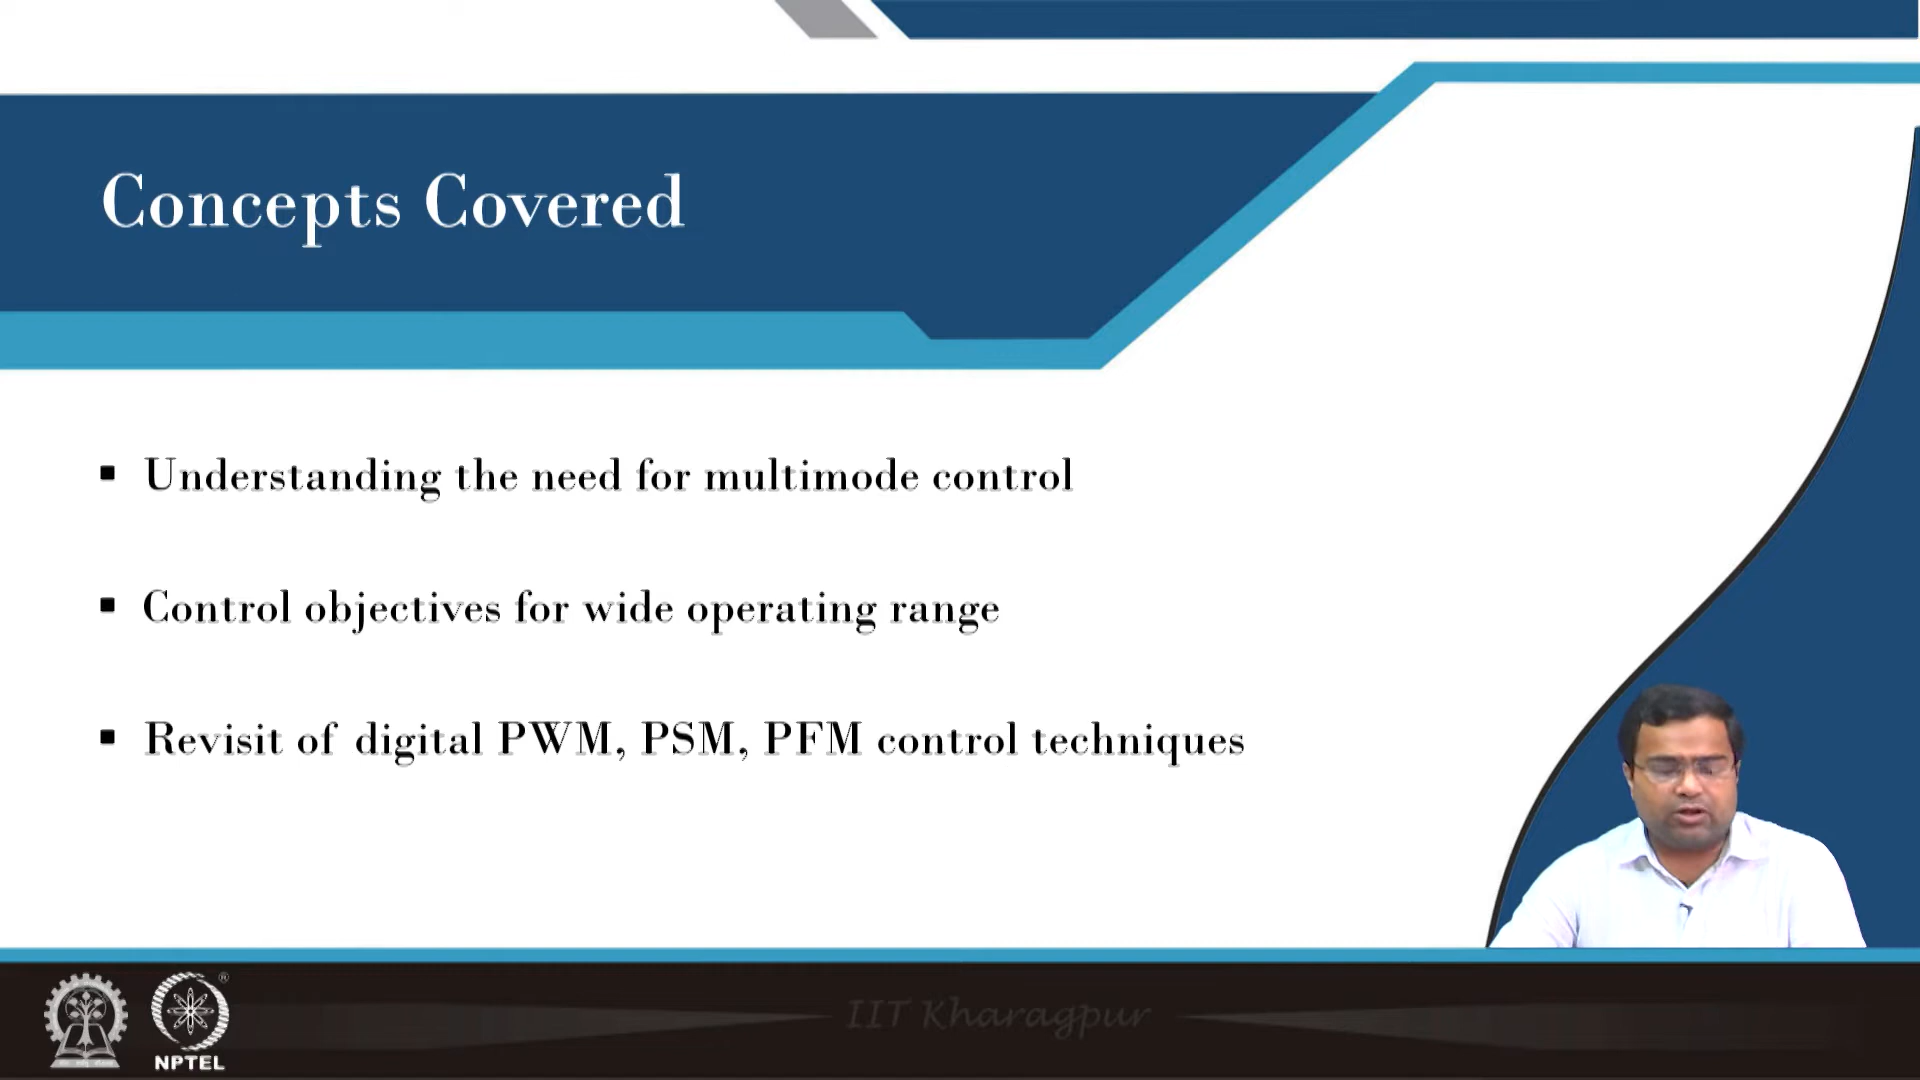 Concepts Covered
▪ Understanding the need for multimode control
▪ Control objectives for wide operating range
▪ Revisit of digital PWM, PSM, PFM control techniques
IIT Kharagpur
®
NPTEL